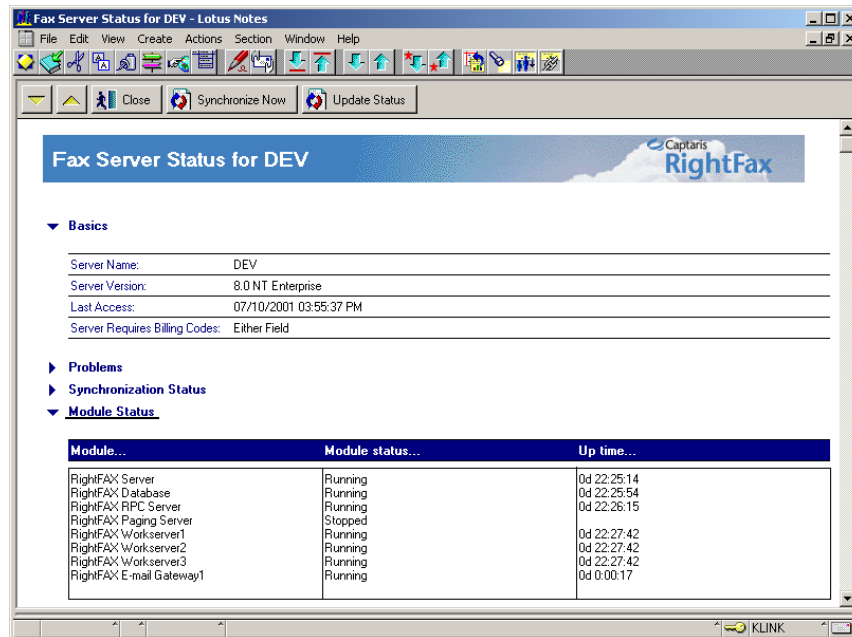 Fax Server Status for DEV - Lotus Notes
File Edit View Create Actions Section Window Help
Close Synchronize Now Update Status
Fax Server Status for DEV
Captaris
RightFax
Basics
Server Name: DEV
Server Version: 8.0 NT Enterprise
Last Access: 07/10/2001 03:55:37 PM
Server Requires Billing Codes: Either Field
Problems
Synchronization Status
Module Status
Module... Module status... Up time...
RightFAX Server Running 0d 22:25:14
RightFAX Database Running 0d 22:25:54
RightFAX RPC Server Running 0d 22:26:15
RightFAX Paging Server Stopped
RightFAX Workserver1 Running 0d 22:27:42
RightFAX Workserver2 Running 0d 22:27:42
RightFAX Workserver3 Running 0d 22:27:42
RightFAX E-mail Gateway1 Running 0d 0:00:17
KLINK